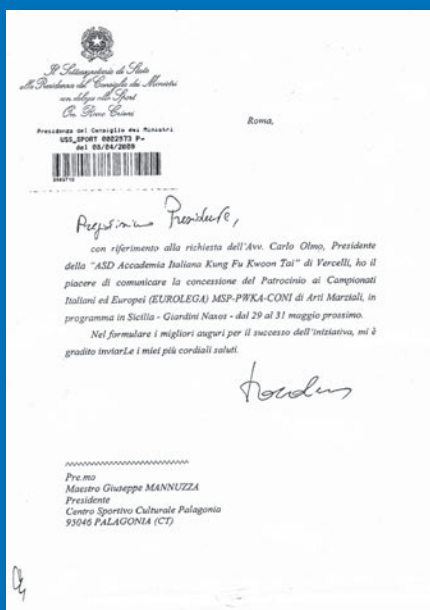 Il Sottosegretario di Stato
alla Presidenza del Consiglio dei Ministri
con delega allo Sport
On. Rocco Crimi
Presidenza del Consiglio dei Ministri
USS_SPORT 0002573 P-
del 08/04/2009
Roma,
Pregiatissimo Presidente,
con riferimento alla richiesta dell'Avv. Carlo Olmo, Presidente
della "ASD Accademia Italiana Kung Fu Kwoon Tai" di Vercelli, ho il
piacere di comunicare la concessione del Patrocinio ai Campionati
Italiani ed Europei (EUROLEGA) MSP-PWKA-CONI di Arti Marziali, in
programma in Sicilia - Giardini Naxos - dal 29 al 31 maggio prossimo.
Nel formulare i migliori auguri per il successo dell'iniziativa, mi è
gradito inviarLe i miei più cordiali saluti.
Pre.mo
Maestro Giuseppe MANNUZZA
Presidente
Centro Sportivo Culturale Palagonia
95046 PALAGONIA (CT)